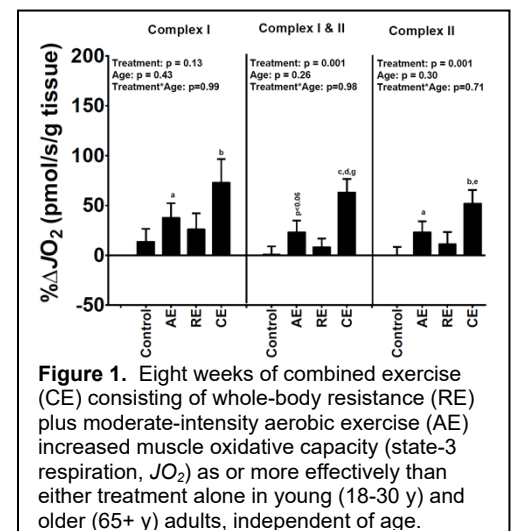 Complex I
Complex I & II
Complex II
%ΔJO2 (pmol/s/g tissue)
200
150
100
50
0
-50
Treatment: p = 0.13
Age: p = 0.43
Treatment*Age: p=0.99
Treatment: p = 0.001
Age: p = 0.26
Treatment*Age: p=0.98
Treatment: p = 0.001
Age: p = 0.30
Treatment*Age: p=0.71
a
b
p<0.06
c,d,g
a
b,e
Control
AE
RE
CE
Control
AE
RE
CE
Control
AE
RE
CE
Figure 1. Eight weeks of combined exercise
(CE) consisting of whole-body resistance (RE)
plus moderate-intensity aerobic exercise (AE)
increased muscle oxidative capacity (state-3
respiration, JO2) as or more effectively than
either treatment alone in young (18-30 y) and
older (65+ y) adults, independent of age.